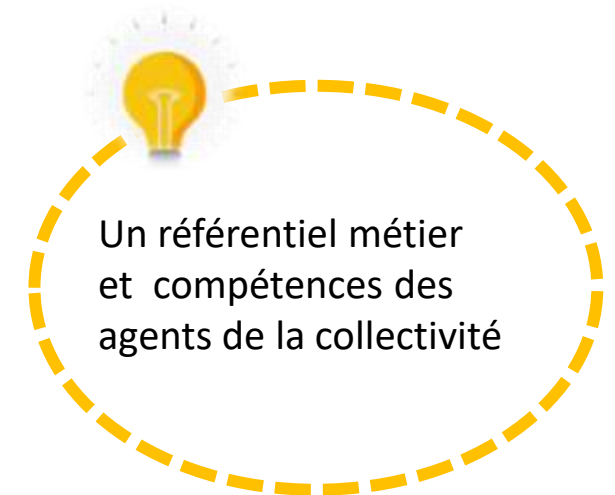 Un référentiel métier
et compétences des
agents de la collectivité